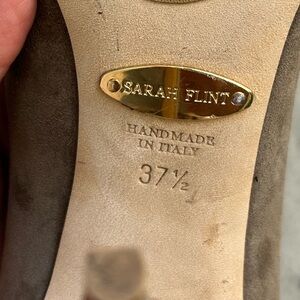 SARAH FLINT
HANDMADE
IN ITALY
37½